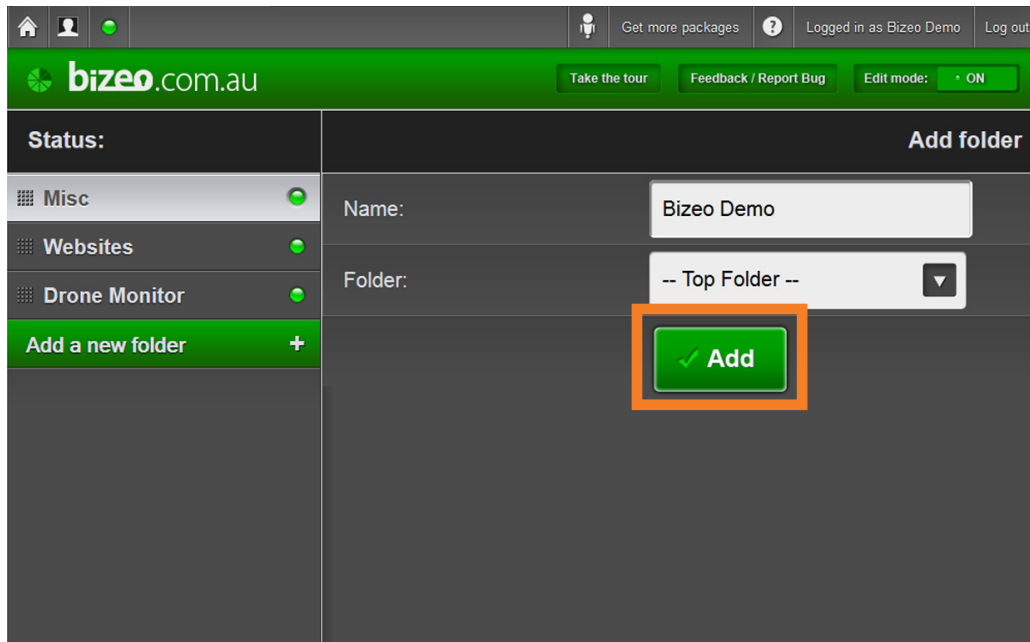 ? Get more packages Logged in as Bizeo Demo Log out
bizeo.com.au Take the tour Feedback / Report Bug Edit mode: ON
Status:
Add folder
Misc
Websites
Drone Monitor
Add a new folder +
Name: Bizeo Demo
Folder: -- Top Folder --
Add